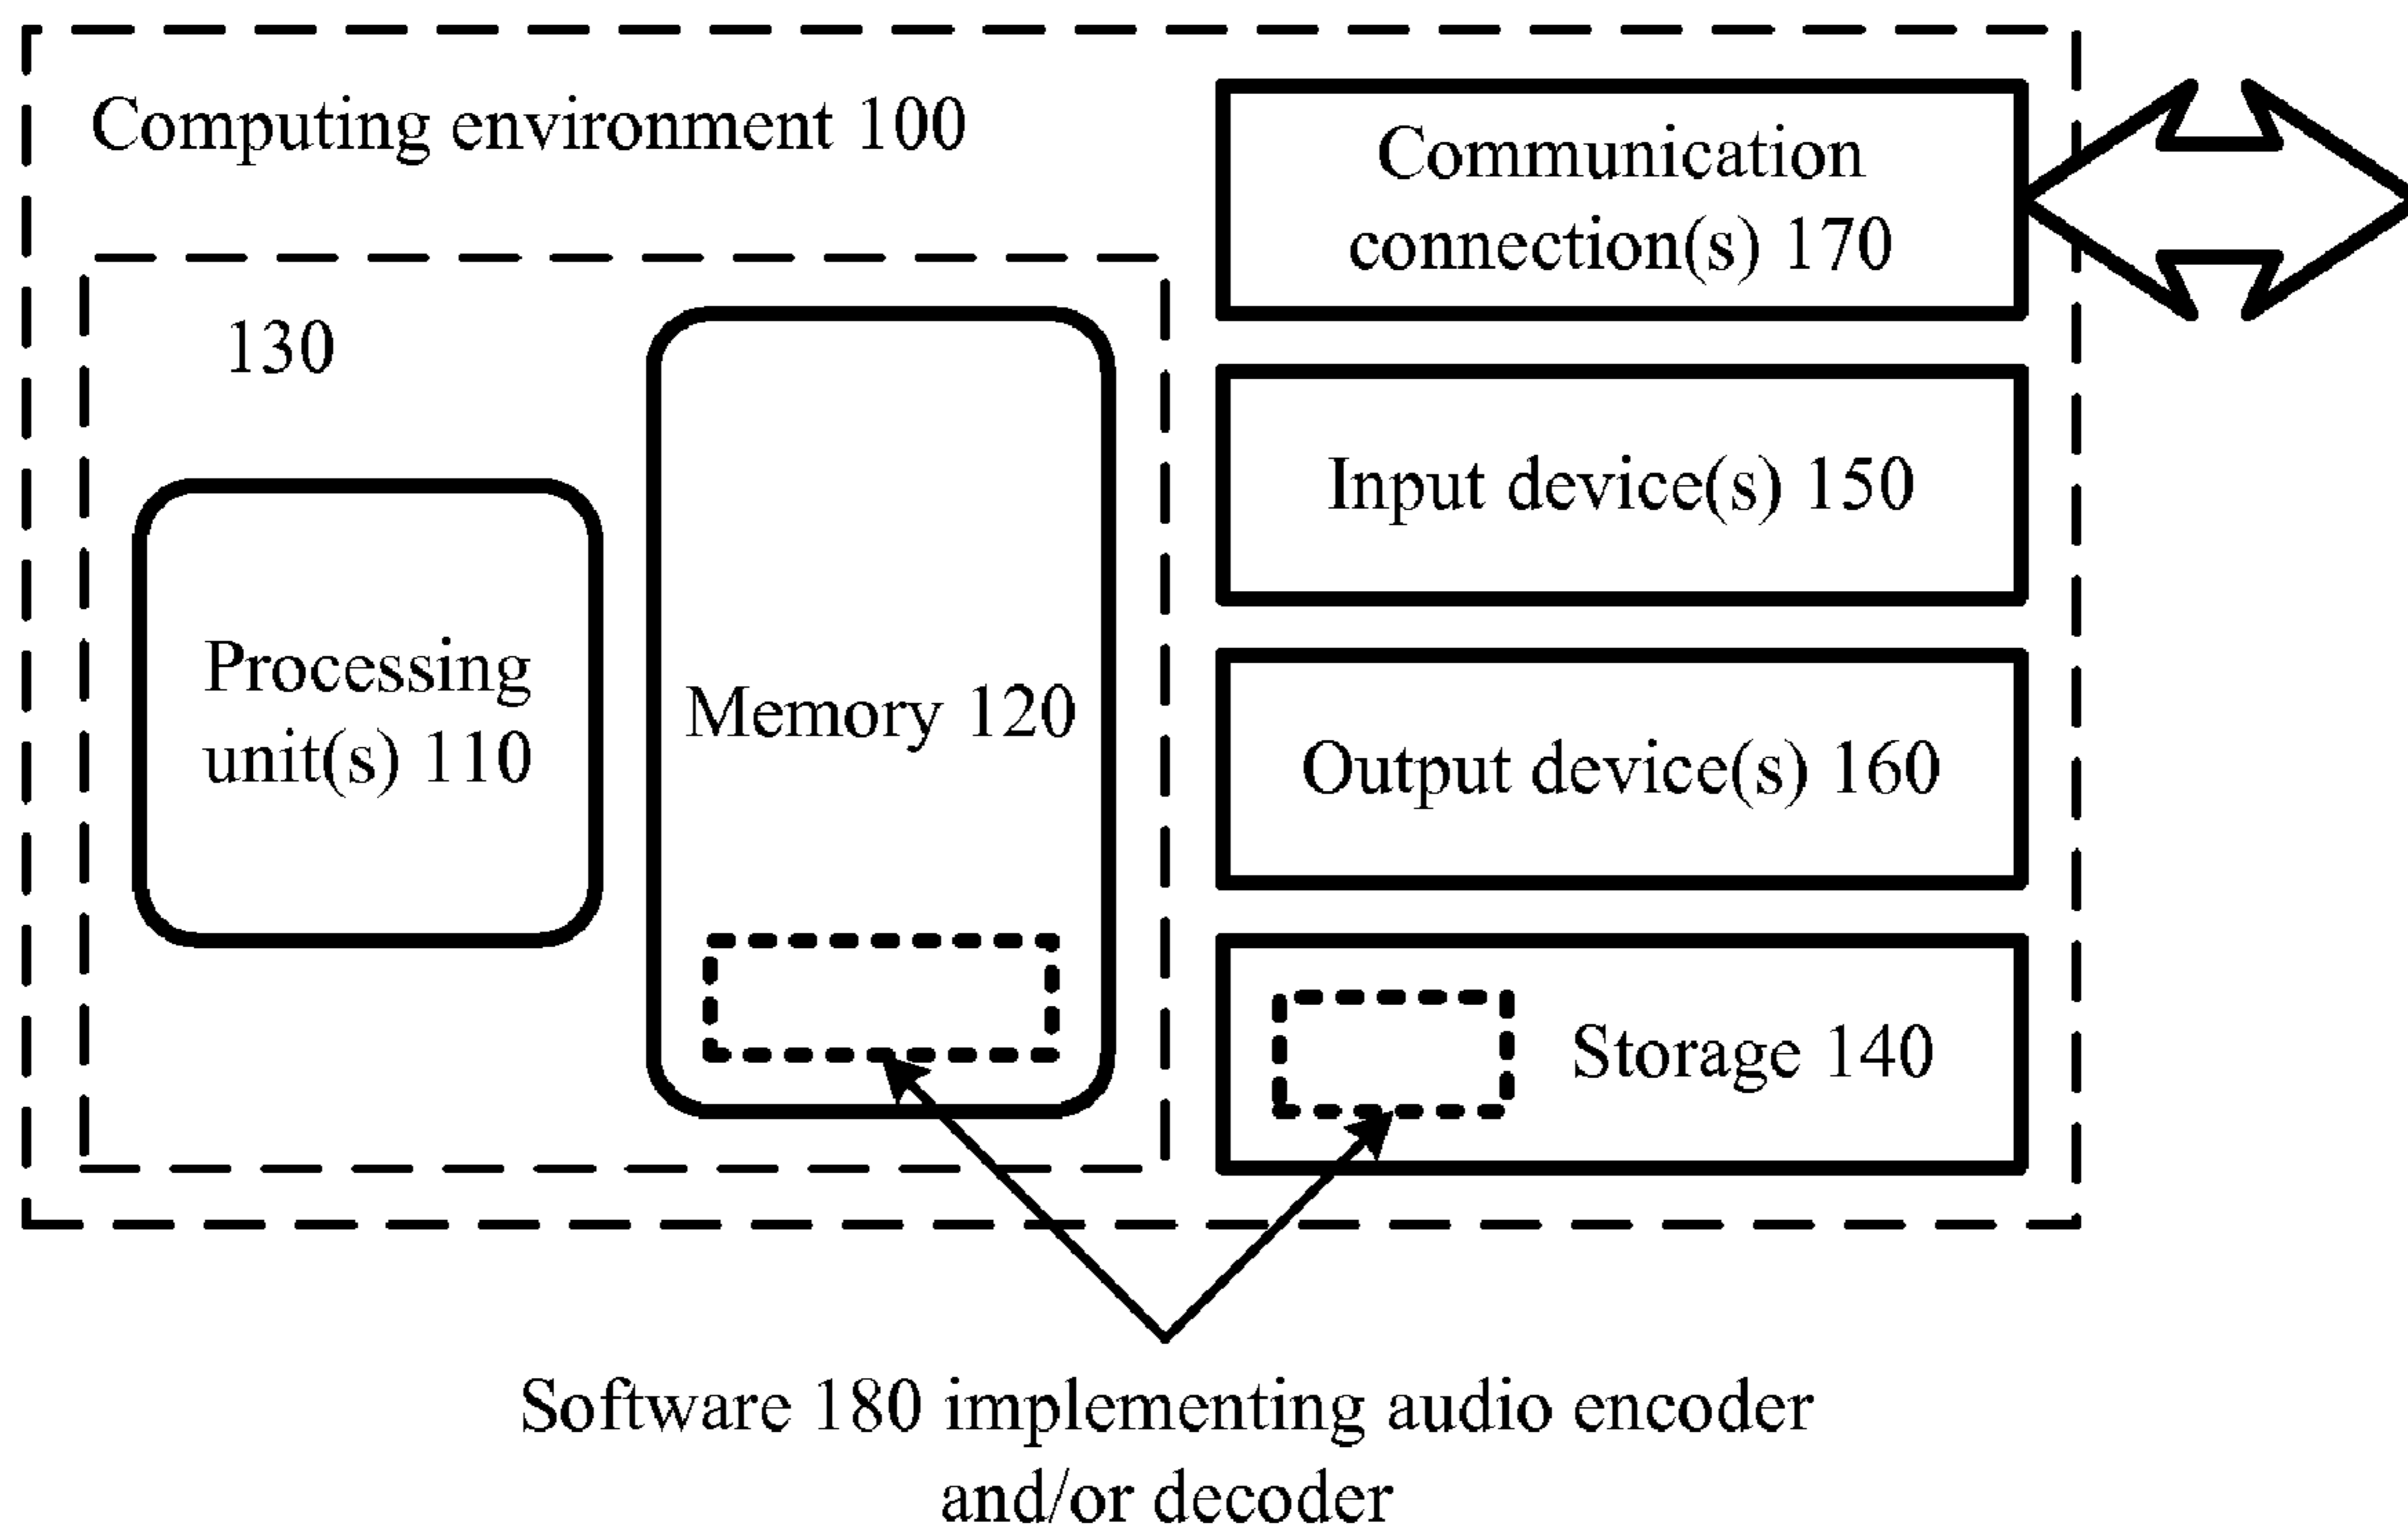 Computing environment 100
Communication
connection(s) 170
130
Input device(s) 150
Processing
unit(s) 110
Memory 120
Output device(s) 160
Storage 140
Software 180 implementing audio encoder
and/or decoder